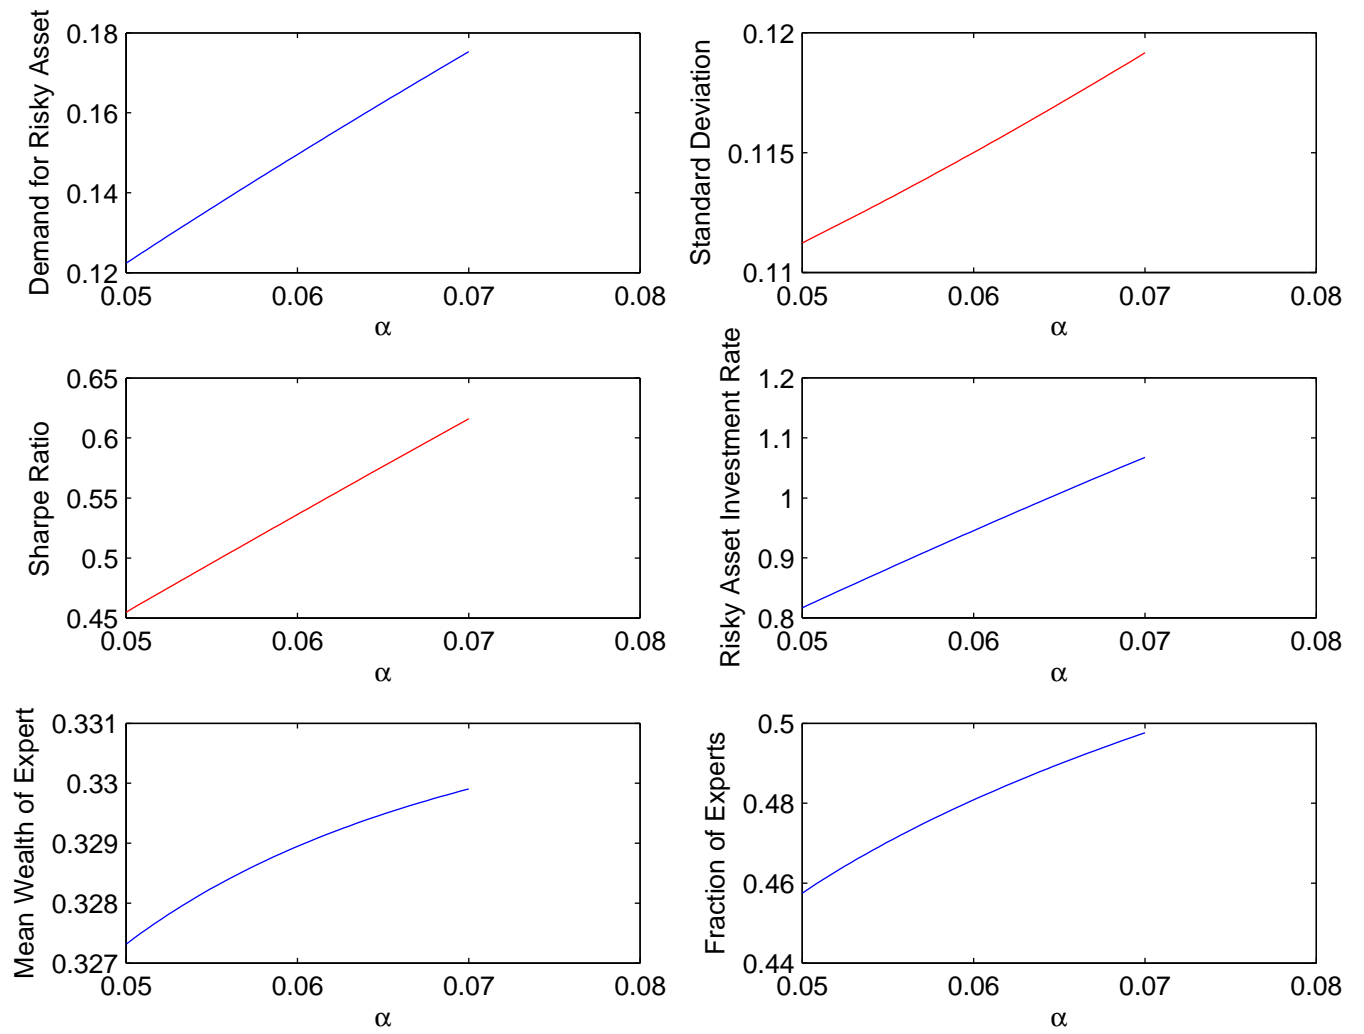 Demand for Risky Asset
0.18
0.16
0.14
0.12
0.05 0.06 0.07 0.08
α
Standard Deviation
0.12
0.115
0.11
0.05 0.06 0.07 0.08
α
Sharpe Ratio
0.65
0.6
0.55
0.5
0.45
0.05 0.06 0.07 0.08
α
Risky Asset Investment Rate
1.2
1.1
1
0.9
0.8
0.05 0.06 0.07 0.08
α
Mean Wealth of Expert
0.331
0.33
0.329
0.328
0.327
0.05 0.06 0.07 0.08
α
Fraction of Experts
0.5
0.48
0.46
0.44
0.05 0.06 0.07 0.08
α